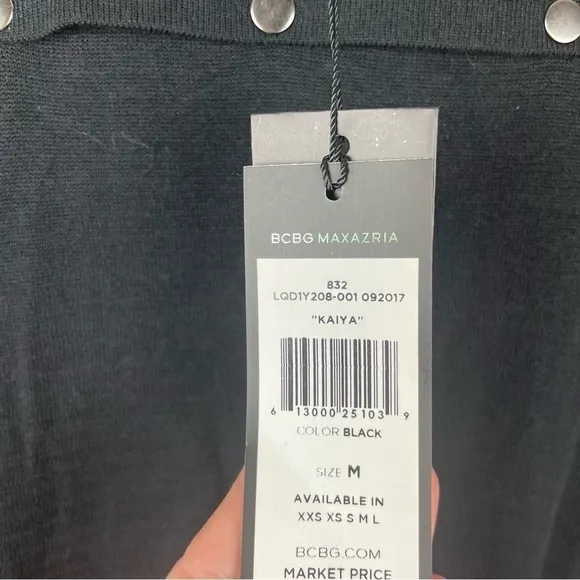 BCBG MAXAZRIA
832
LQD1Y208-001 092017
"KAIYA"
6 13000 25103 9
COLOR BLACK
SIZE M
AVAILABLE IN
XXS XS S M L
BCBG.COM
MARKET PRICE